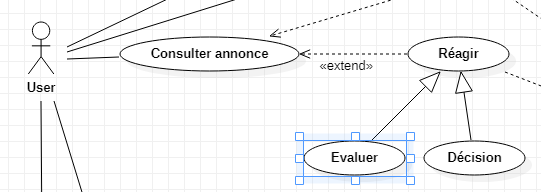 Consulter annonce
Réagir
«extend»
User
Evaluer
Décision